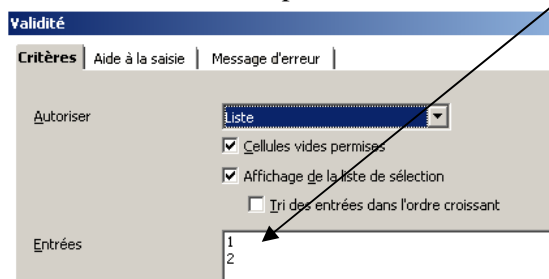 Validité
Critères Aide à la saisie Message d'erreur
Autoriser Liste
Cellules vides permises
Affichage de la liste de sélection
Tri des entrées dans l'ordre croissant
Entrées 1
2